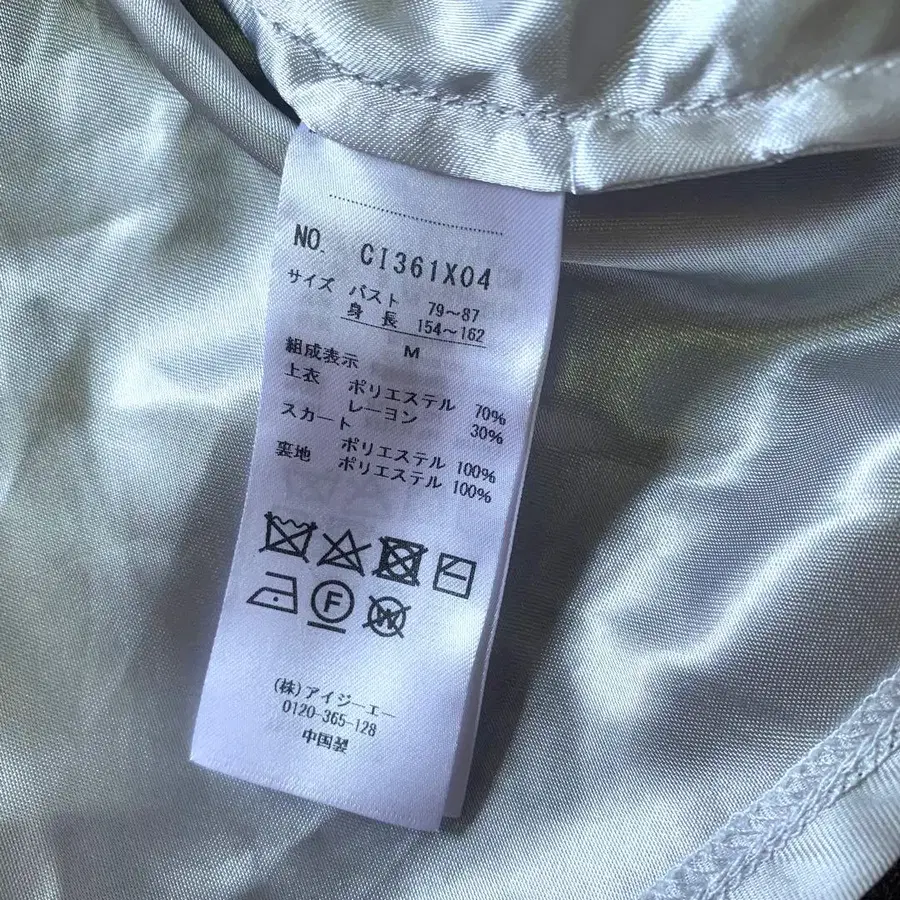 NO. CI361X04
サイズ バスト 79～87
身長 154～162
M
組成表示
上衣 ポリエステル 70%
レーヨン 30%
スカート
ポリエステル 100%
裏地 ポリエステル 100%
F
W
(株)アイジーエー
0120-365-128
中国製